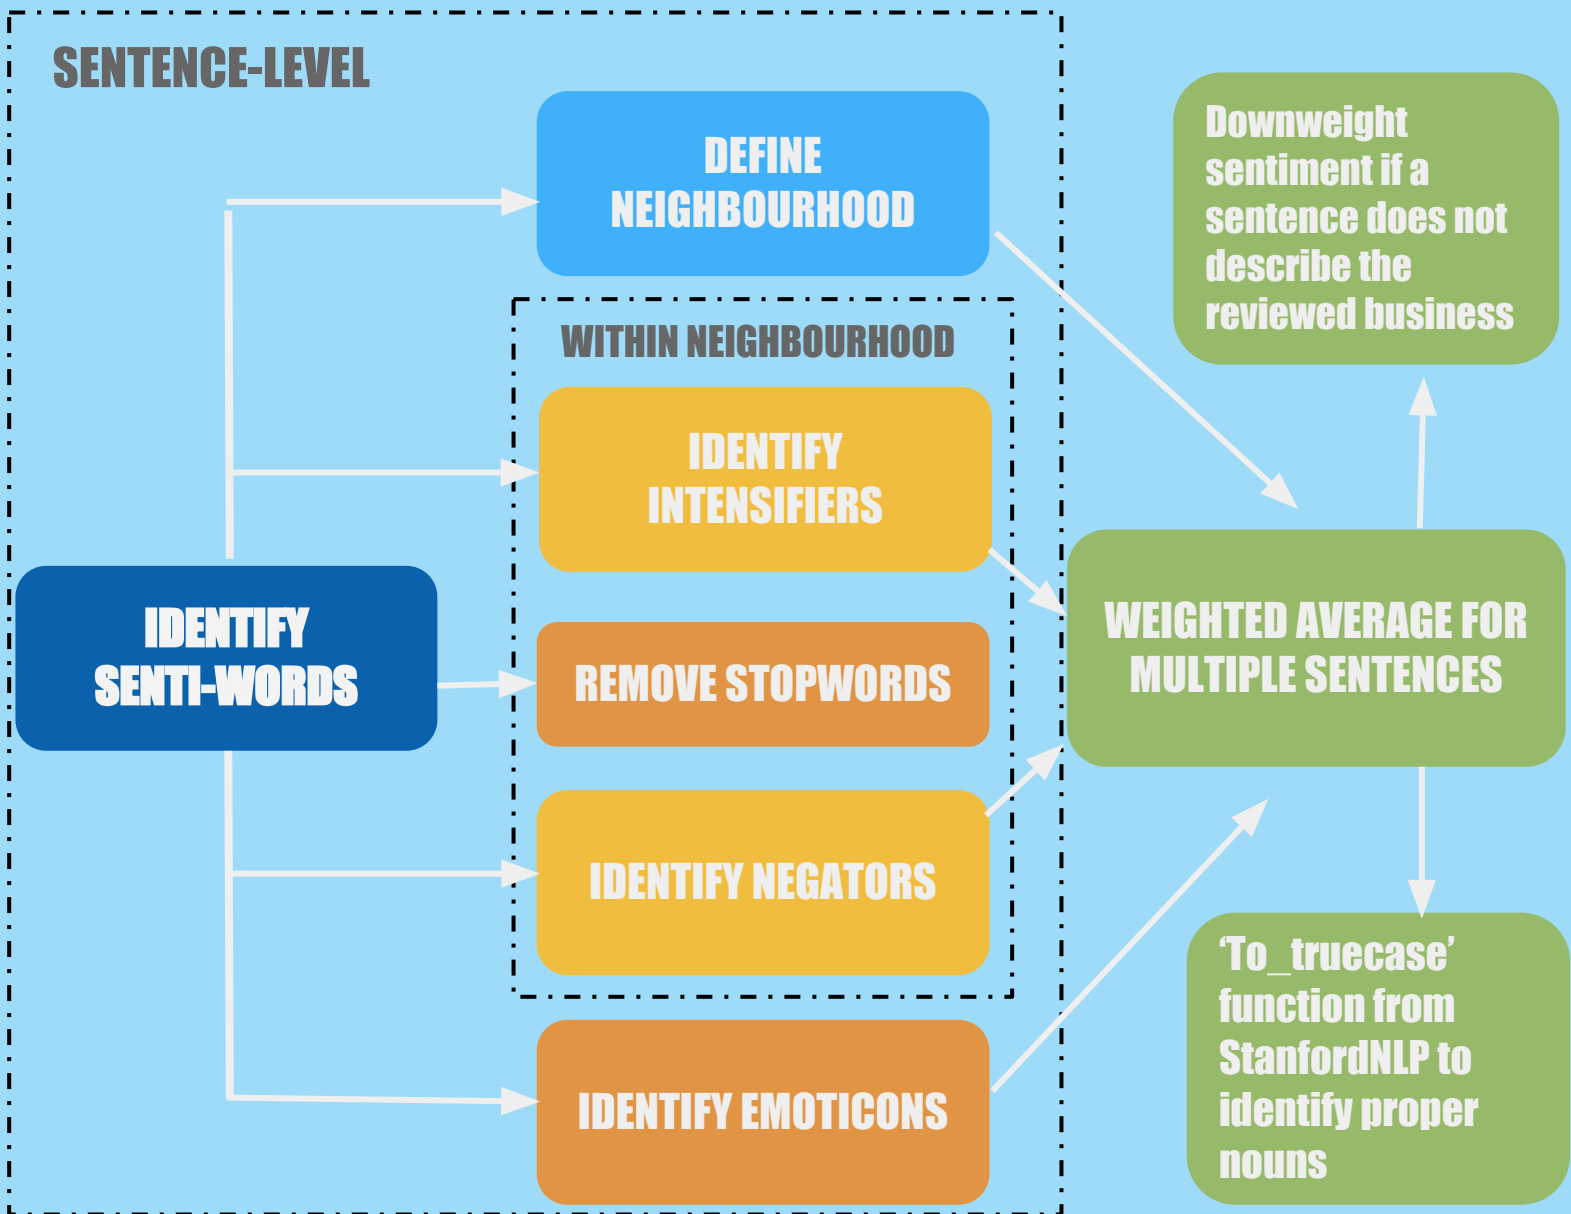 SENTENCE-LEVEL
DEFINE
NEIGHBOURHOOD
WITHIN NEIGHBOURHOOD
IDENTIFY
INTENSIFIERS
IDENTIFY
SENTI-WORDS
REMOVE STOPWORDS
IDENTIFY NEGATORS
IDENTIFY EMOTICONS
Downweight
sentiment if a
sentence does not
describe the
reviewed business
WEIGHTED AVERAGE FOR
MULTIPLE SENTENCES
‘To_truecase’
function from
StanfordNLP to
identify proper
nouns